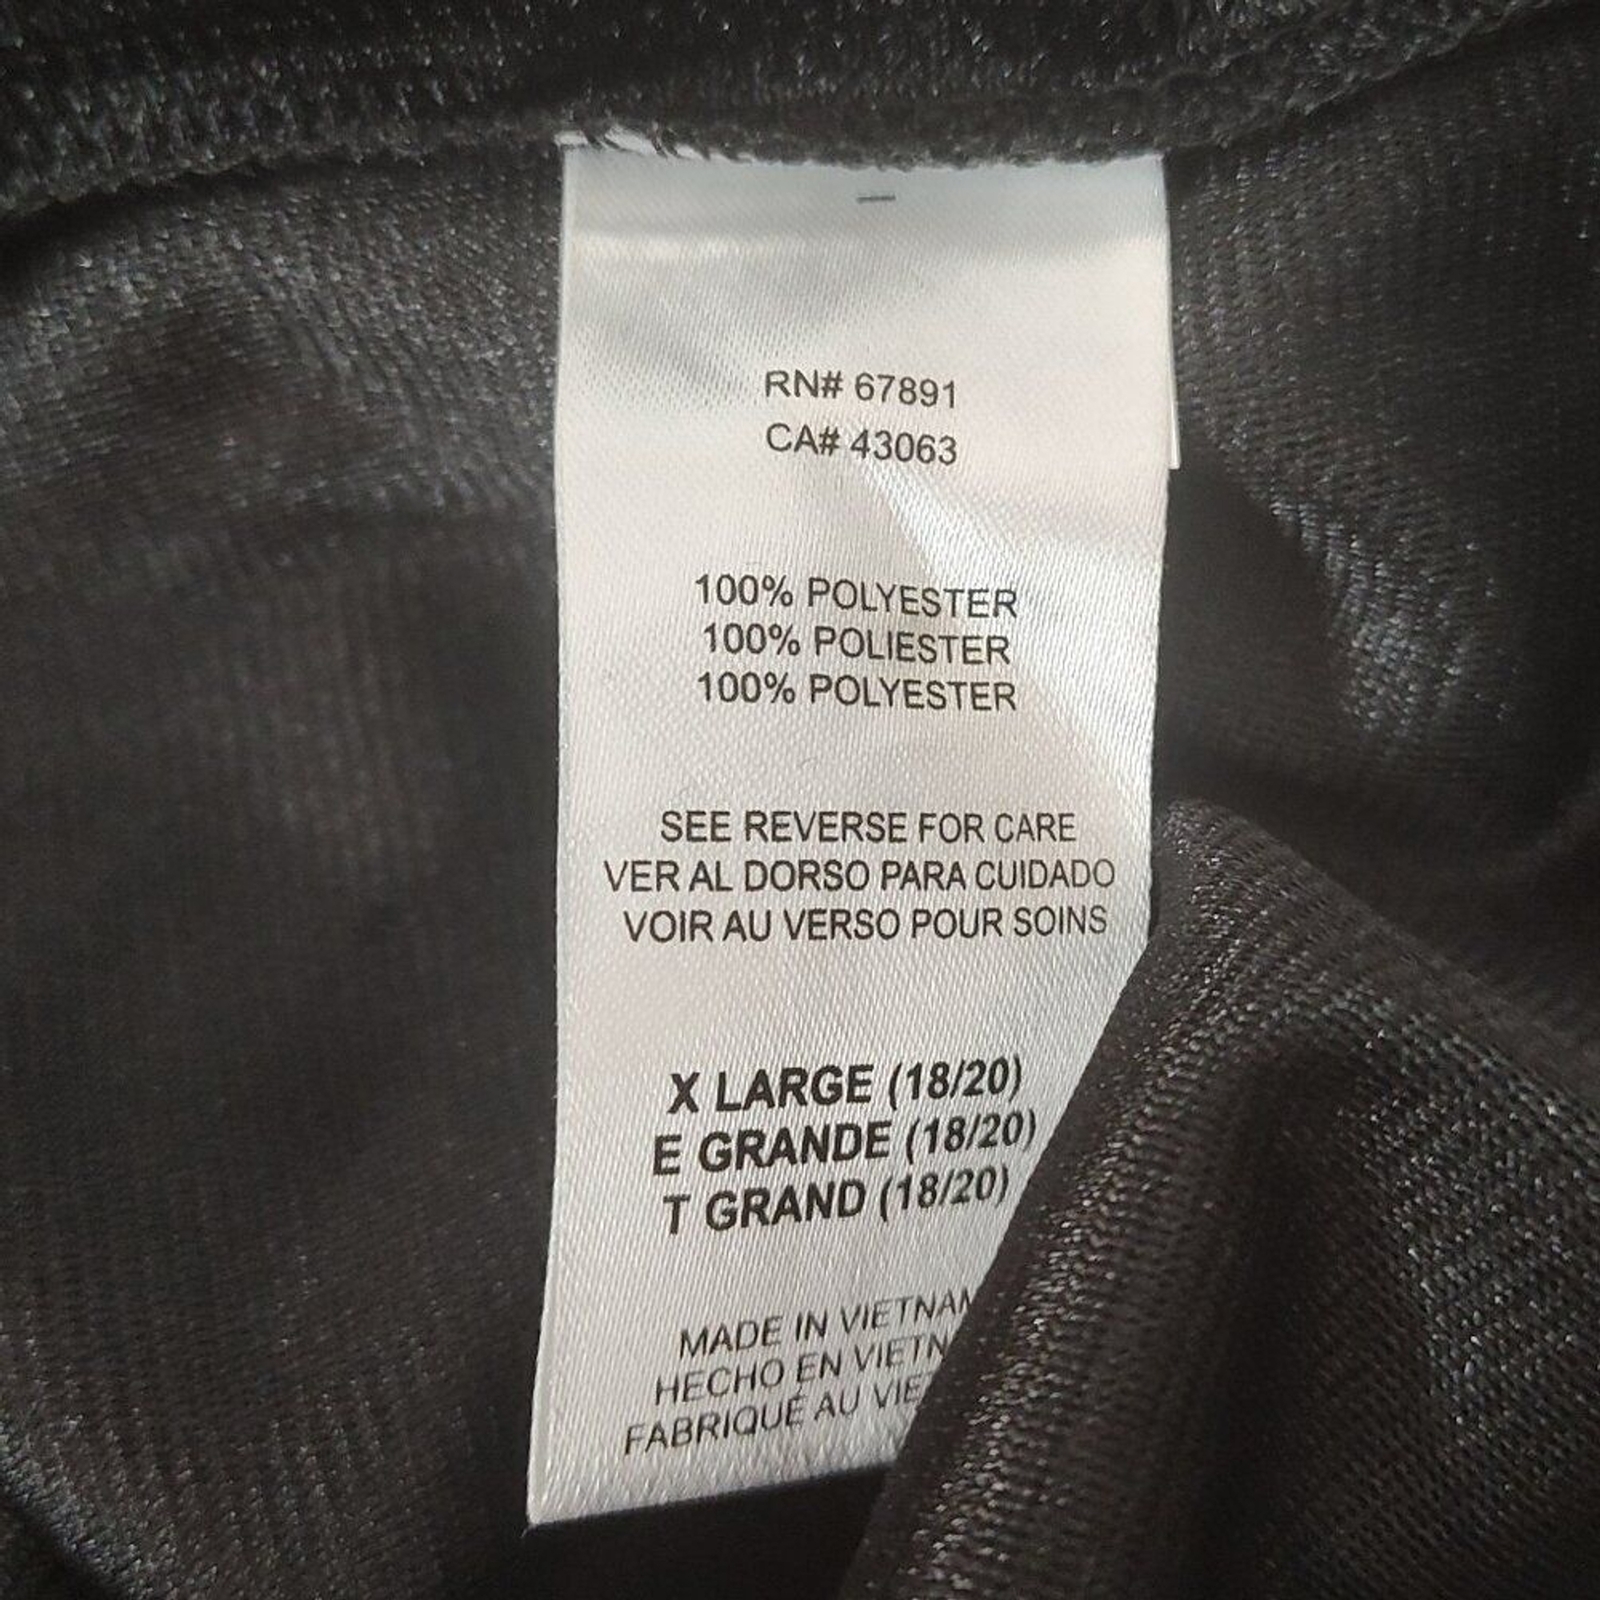 RN# 67891
CA# 43063
100% POLYESTER
100% POLIESTER
100% POLYESTER
SEE REVERSE FOR CARE
VER AL DORSO PARA CUIDADO
VOIR AU VERSO POUR SOINS
X LARGE (18/20)
E GRANDE (18/20)
T GRAND (18/20)
MADE IN VIETNAM
HECHO EN
FABRIQUÉ AU